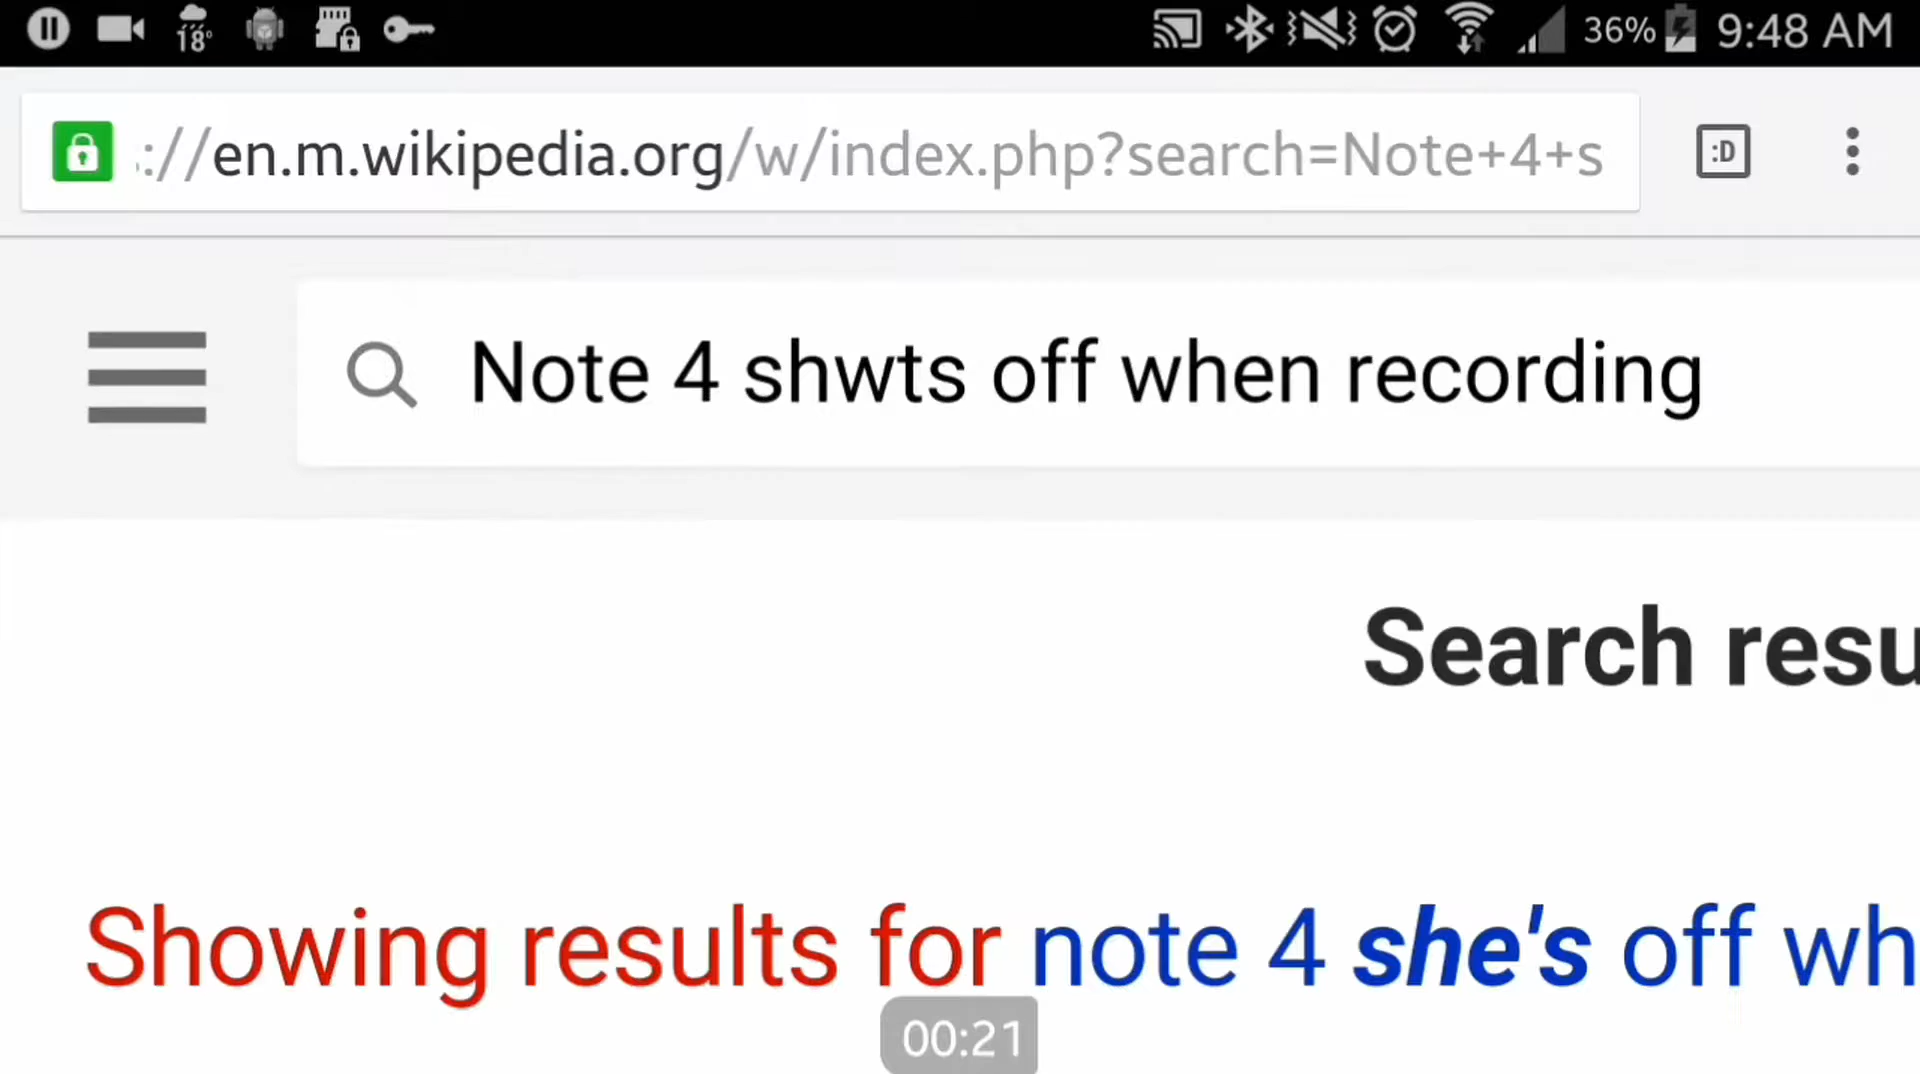 18° 36% 9:48 AM
://en.m.wikipedia.org/w/index.php?search=Note+4+s :D
Note 4 shwts off when recording
Search resu
Showing results for note 4 she's off wh
00:21